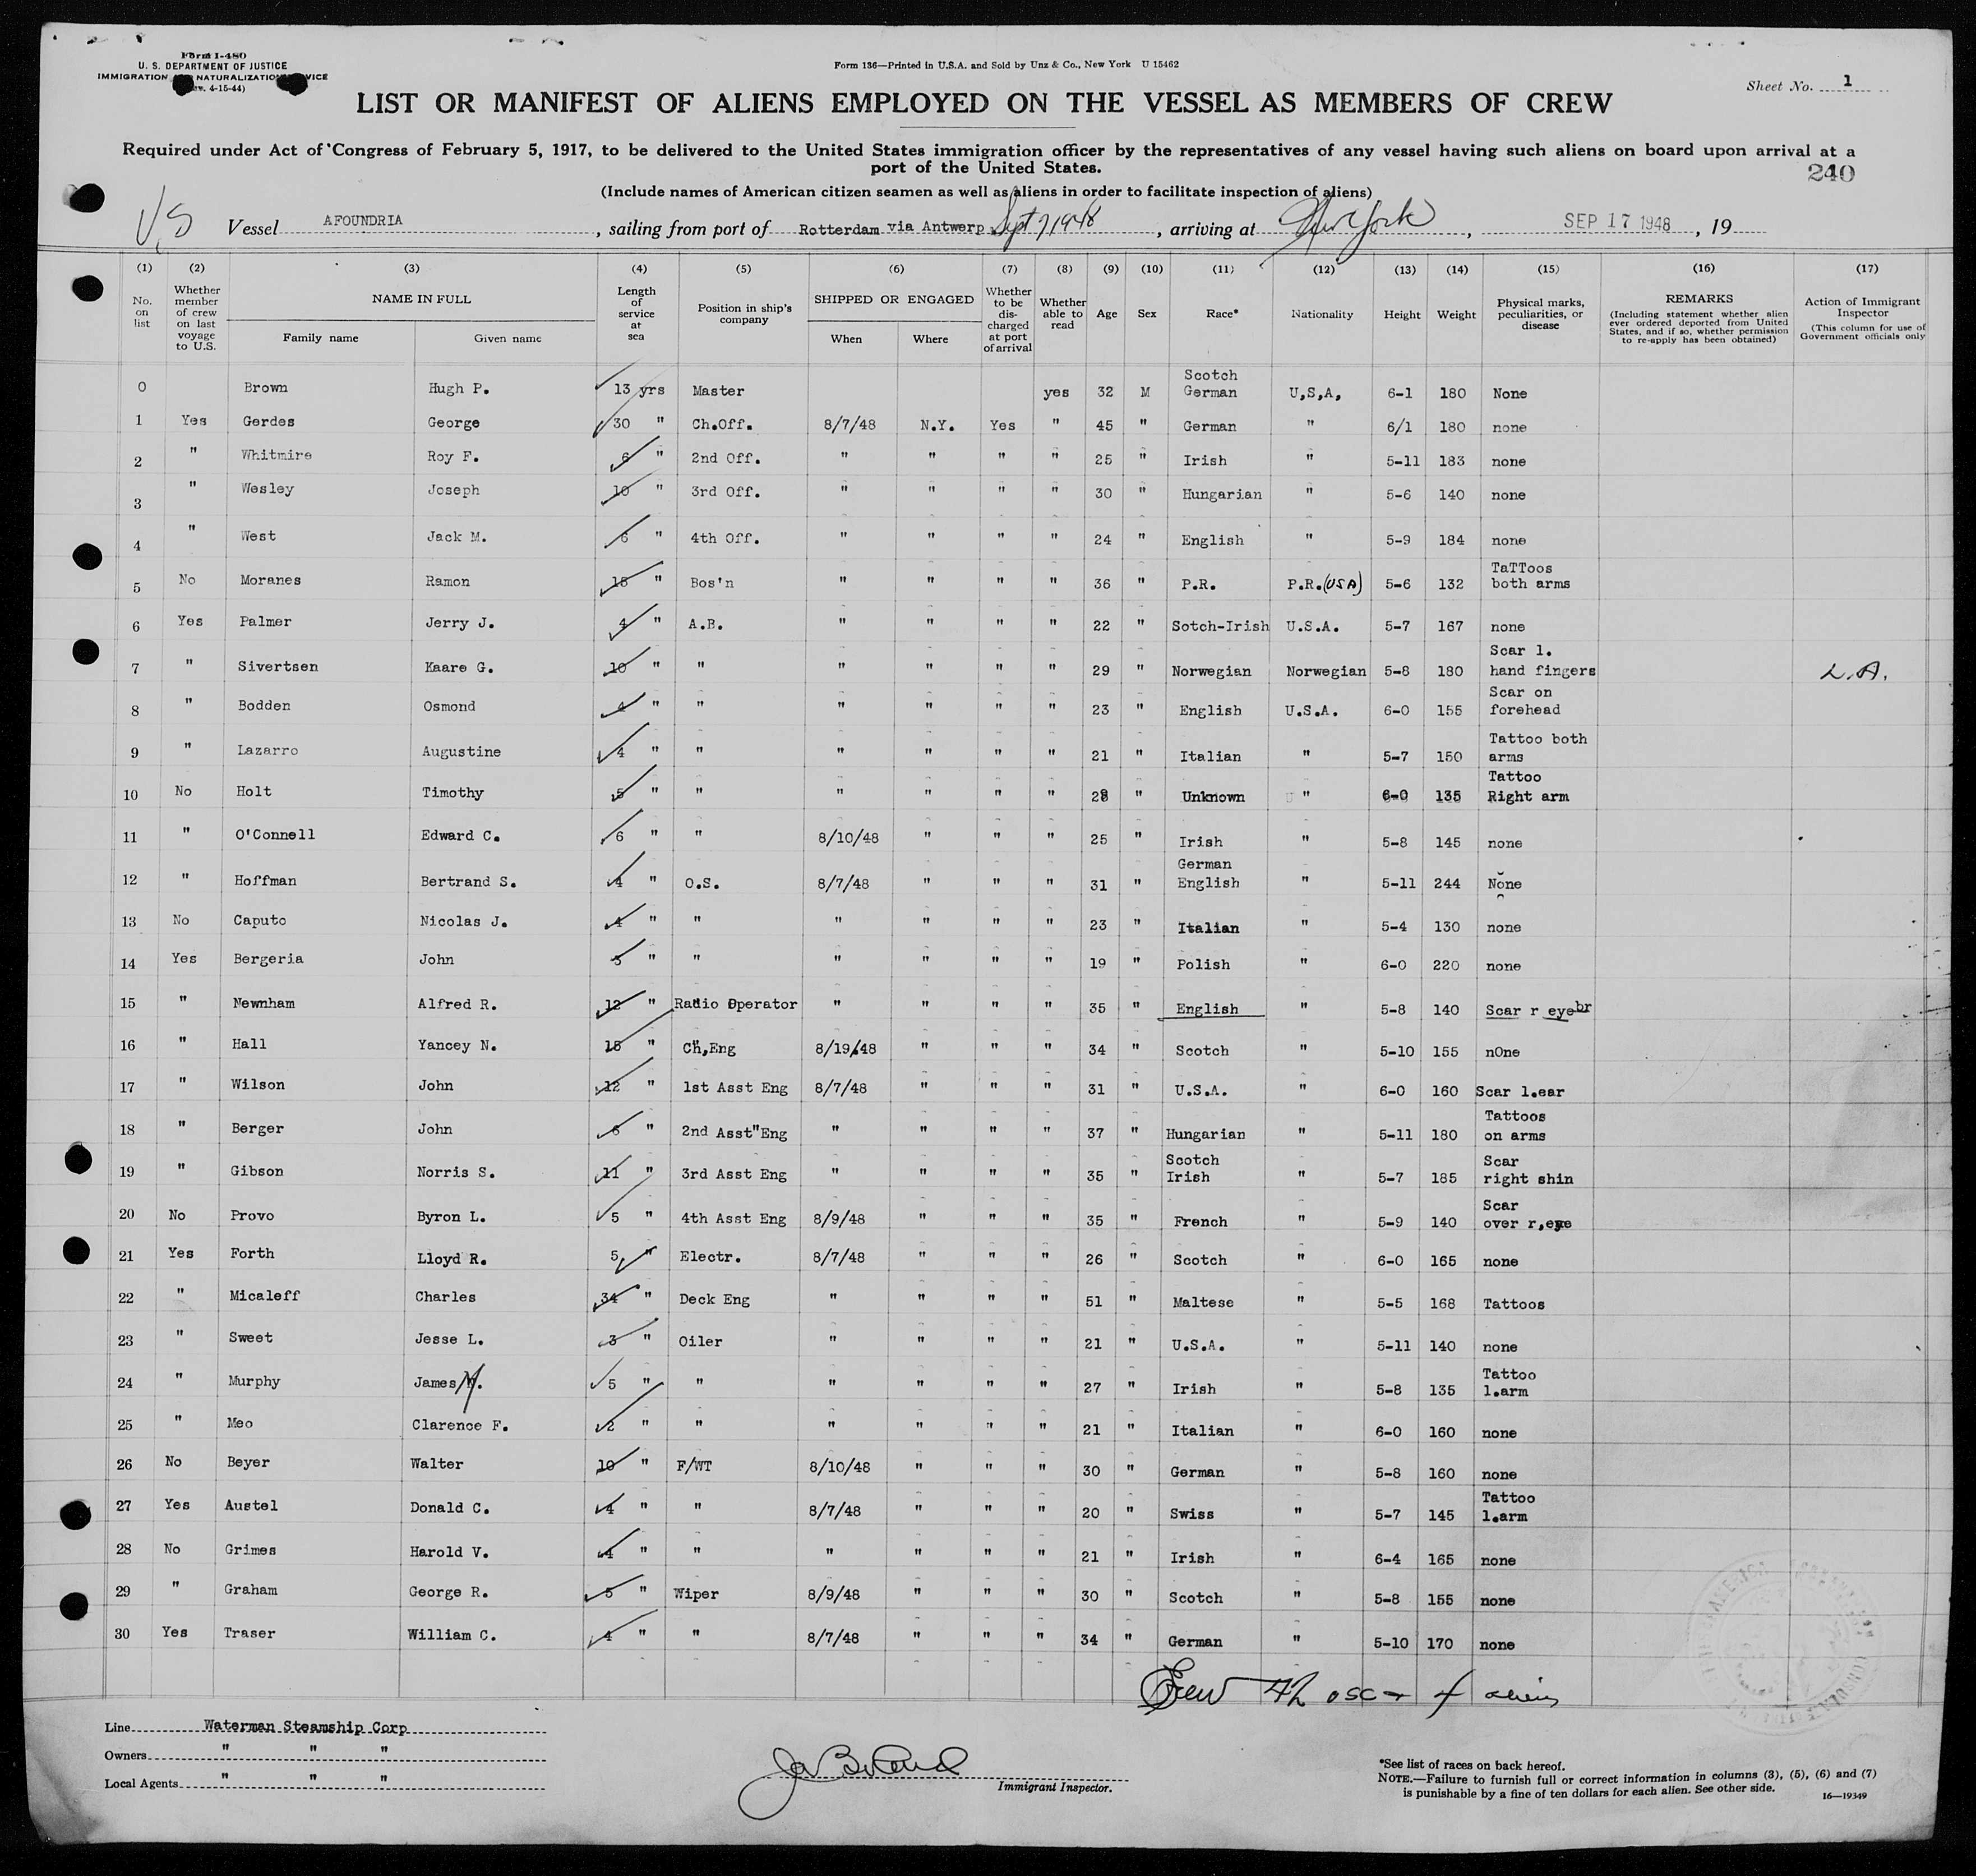 Form I-480
U. S. DEPARTMENT OF JUSTICE
IMMIGRATION NATURALIZATION SERVICE
4-15-44)
Form 136—Printed in U.S.A. and Sold by Unz & Co., New York U 15462
Sheet No. 1
LIST OR MANIFEST OF ALIENS EMPLOYED ON THE VESSEL AS MEMBERS OF CREW
Required under Act of Congress of February 5, 1917, to be delivered to the United States immigration officer by the representatives of any vessel having such aliens on board upon arrival at a
port of the United States.
240
(Include names of American citizen seamen as well as aliens in order to facilitate inspection of aliens)
Vessel AFOUNDRIA, sailing from port of Rotterdam via Antwerp Sept 7 1948, arriving at New York, SEP 17 1948, 19
(1) (2) (3) (4) (5) (6) (7) (8) (9) (10) (11) (12) (13) (14) (15) (16) (17)
No. on list
Whether member of crew on last voyage to U.S.
NAME IN FULL
Family name Given name
Length of service at sea
Position in ship's company
SHIPPED OR ENGAGED
When Where
Whether to be discharged at port of arrival
Whether able to read
Age
Sex
Race*
Nationality
Height
Weight
Physical marks, peculiarities, or disease
REMARKS
(Including statement whether alien ever ordered deported from United States, and if so, whether permission to re-apply has been obtained)
Action of Immigrant Inspector
(This column for use of Government officials only
0 Brown Hugh P. 13 yrs Master yes 32 M Scotch German U,S,A, 6-1 180 None
1 Yes Gerdes George 30 " Ch.Off. 8/7/48 N.Y. Yes " 45 " German " 6/1 180 none
2 " Whitmire Roy F. 6 " 2nd Off. " " " " 25 " Irish " 5-11 183 none
3 " Wesley Joseph 10 " 3rd Off. " " " " 30 " Hungarian " 5-6 140 none
4 " West Jack M. 6 " 4th Off. " " " " 24 " English " 5-9 184 none
5 No Moranes Ramon 18 " Bos'n " " " " 36 " P.R. P.R.(USA) 5-6 132 TaTToos both arms
6 Yes Palmer Jerry J. 4 " A.B. " " " " 22 " Sotch-Irish U.S.A. 5-7 167 none
7 " Sivertsen Kaare G. 10 " " " " " " 29 " Norwegian Norwegian 5-8 180 Scar l. hand fingers L.A.
8 " Bodden Osmond 4 " " " " " " 23 " English U.S.A. 6-0 155 Scar on forehead
9 " Lazarro Augustine 4 " " " " " " 21 " Italian " 5-7 150 Tattoo both arms
10 No Holt Timothy 5 " " " " " " 28 " Unknown " 6-0 135 Tattoo Right arm
11 " O'Connell Edward C. 6 " " 8/10/48 " " " 25 " Irish " 5-8 145 none
12 " Hoffman Bertrand S. 4 " O.S. 8/7/48 " " " 31 " German English " 5-11 244 None
13 No Caputo Nicolas J. 4 " " " " " " 23 " Italian " 5-4 130 none
14 Yes Bergeria John 3 " " " " " " 19 " Polish " 6-0 220 none
15 " Newnham Alfred R. 12 " Radio Operator " " " " 35 " English " 5-8 140 Scar r eyebr
16 " Hall Yancey N. 15 " Ch,Eng 8/19/48 " " " 34 " Scotch " 5-10 155 nOne
17 " Wilson John 12 " 1st Asst Eng 8/7/48 " " " 31 " U.S.A. " 6-0 160 Scar l.ear
18 " Berger John 6 " 2nd Asst"Eng " " " " 37 " Hungarian " 5-11 180 Tattoos on arms
19 " Gibson Norris S. 11 " 3rd Asst Eng " " " " 35 " Scotch Irish " 5-7 185 Scar right shin
20 No Provo Byron L. 5 " 4th Asst Eng 8/9/48 " " " 35 " French " 5-9 140 Scar over r,eye
21 Yes Forth Lloyd R. 5 " Electr. 8/7/48 " " " 26 " Scotch " 6-0 165 none
22 " Micaleff Charles 34 " Deck Eng " " " " 51 " Maltese " 5-5 168 Tattoos
23 " Sweet Jesse L. 3 " Oiler " " " " 21 " U.S.A. " 5-11 140 none
24 " Murphy James M. 5 " " " " " " 27 " Irish " 5-8 135 Tattoo l.arm
25 " Meo Clarence F. 2 " " " " " " 21 " Italian " 6-0 160 none
26 No Beyer Walter 10 " F/WT 8/10/48 " " " 30 " German " 5-8 160 none
27 Yes Austel Donald C. 4 " " 8/7/48 " " " 20 " Swiss " 5-7 145 Tattoo l.arm
28 No Grimes Harold V. 4 " " " " " " 21 " Irish " 6-4 165 none
29 " Graham George R. 5 " Wiper 8/9/48 " " " 30 " Scotch " 5-8 155 none
30 Yes Traser William C. 4 " " 8/7/48 " " " 34 " German " 5-10 170 none
Crew 42 USC 4 aliens
Line Waterman Steamship Corp
Owners " " "
Local Agents " " "
Immigrant Inspector.
*See list of races on back hereof.
NOTE.—Failure to furnish full or correct information in columns (3), (5), (6) and (7)
is punishable by a fine of ten dollars for each alien. See other side.
16—19349